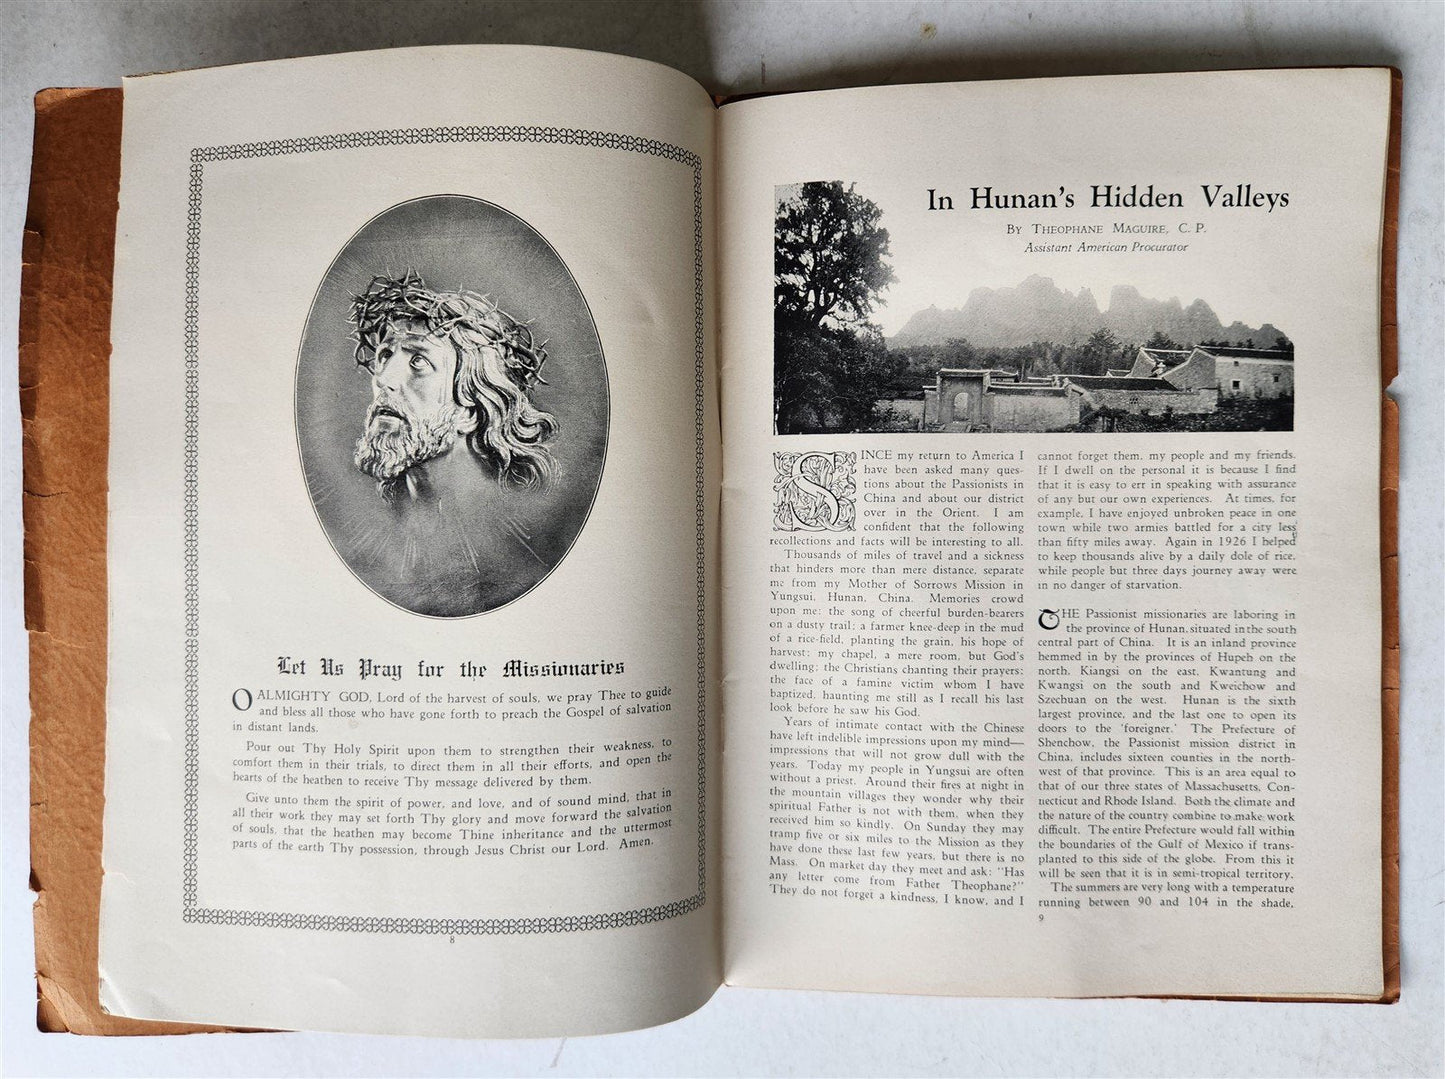 Let Us Pray for the Missionaries
O ALMIGHTY GOD, Lord of the harvest of souls, we pray Thee to guide
and bless all those who have gone forth to preach the Gospel of salvation
in distant lands.
Pour out Thy Holy Spirit upon them to strengthen their weakness, to
comfort them in their trials, to direct them in all their efforts, and open the
hearts of the heathen to receive Thy message delivered by them.
Give unto them the spirit of power, and love, and of sound mind, that in
all their work they may set forth Thy glory and move forward the salvation
of souls, that the heathen may become Thine inheritance and the uttermost
parts of the earth Thy possession, through Jesus Christ our Lord. Amen.
8
In Hunan's Hidden Valleys
By Theophane Maguire, C. P.
Assistant American Procurator
SINCE my return to America I
have been asked many ques-
tions about the Passionists in
China and about our district
over in the Orient. I am
confident that the following
recollections and facts will be interesting to all.
Thousands of miles of travel and a sickness
that hinders more than mere distance, separate
me from my Mother of Sorrows Mission in
Yungsui, Hunan, China. Memories crowd
upon me: the song of cheerful burden-bearers
on a dusty trail; a farmer knee-deep in the mud
of a rice-field, planting the grain, his hope of
harvest; my chapel, a mere room, but God's
dwelling; the Christians chanting their prayers;
the face of a famine victim whom I have
baptized, haunting me still as I recall his last
look before he saw his God.
Years of intimate contact with the Chinese
have left indelible impressions upon my mind—
impressions that will not grow dull with the
years. Today my people in Yungsui are often
without a priest. Around their fires at night in
the mountain villages they wonder why their
spiritual Father is not with them, when they
received him so kindly. On Sunday they may
tramp five or six miles to the Mission as they
have done these last few years, but there is no
Mass. On market day they meet and ask: "Has
any letter come from Father Theophane?"
They do not forget a kindness, I know, and I
cannot forget them, my people and my friends.
If I dwell on the personal it is because I find
that it is easy to err in speaking with assurance
of any but our own experiences. At times, for
example, I have enjoyed unbroken peace in one
town while two armies battled for a city less
than fifty miles away. Again in 1926 I helped
to keep thousands alive by a daily dole of rice,
while people but three days journey away were
in no danger of starvation.
THE Passionist missionaries are laboring in
the province of Hunan, situated in the south
central part of China. It is an inland province
hemmed in by the provinces of Hupeh on the
north, Kiangsi on the east, Kwantung and
Kwangsi on the south and Kweichow and
Szechuan on the west. Hunan is the sixth
largest province, and the last one to open its
doors to the 'foreigner.' The Prefecture of
Shenchow, the Passionist mission district in
China, includes sixteen counties in the north-
west of that province. This is an area equal to
that of our three states of Massachusetts, Con-
necticut and Rhode Island. Both the climate and
the nature of the country combine to make work
difficult. The entire Prefecture would fall within
the boundaries of the Gulf of Mexico if trans-
planted to this side of the globe. From this it
will be seen that it is in semi-tropical territory.
The summers are very long with a temperature
running between 90 and 104 in the shade,
9